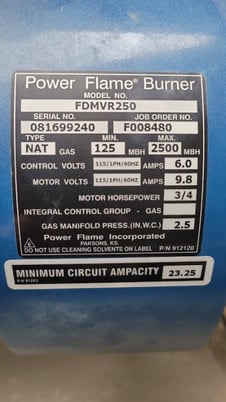 Power Flame® Burner
MODEL NO.
FDMVR250
SERIAL NO. JOB ORDER NO.
081699240 F008480
TYPE MIN. MAX.
NAT GAS 125 MBH 2500 MBH
CONTROL VOLTS 115/1PH/60HZ AMPS 6.0
MOTOR VOLTS 115/1PH/60HZ AMPS 9.8
MOTOR HORSEPOWER 3/4
INTEGRAL CONTROL GROUP - GAS
GAS MANIFOLD PRESS.(IN.W.C.) 2.5
Power Flame Incorporated
PARSONS, KS.
DO NOT USE CLEANING SOLVENTS ON LABEL P/N 912120
MINIMUM CIRCUIT AMPACITY 23.25